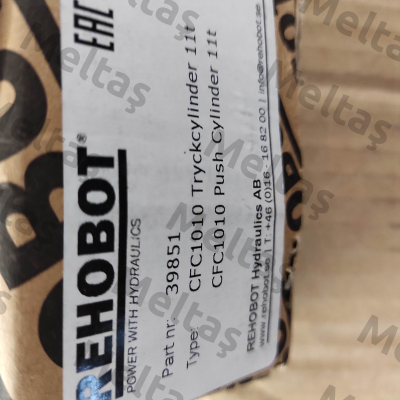 EAC
REHOBOT®
POWER WITH HYDRAULICS
Part nr: 39851
Type: CFC1010 Tryckcylinder 11t
CFC1010 Push Cylinder 11t
REHOBOT Hydraulics AB
www.rehobot.se | T: +46 (0)16 - 16 82 00 | info@rehobot.se
Meltaş